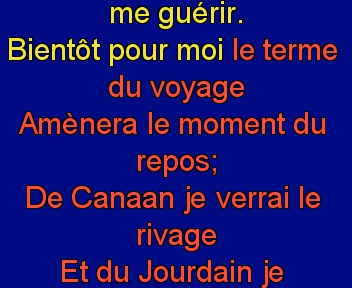 me guérir.
Bientôt pour moi le terme
du voyage
Amènera le moment du
repos;
De Canaan je verrai le
rivage
Et du Jourdain je